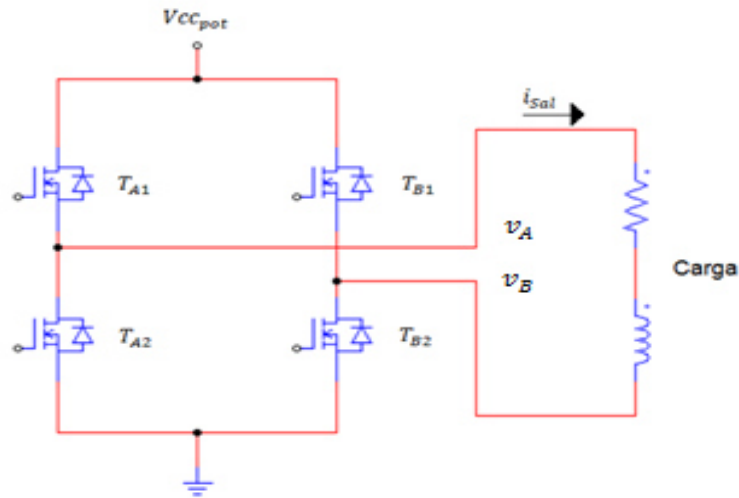 Vcc_pot
i_Sal
T_A1
T_B1
v_A
v_B
Carga
T_A2
T_B2